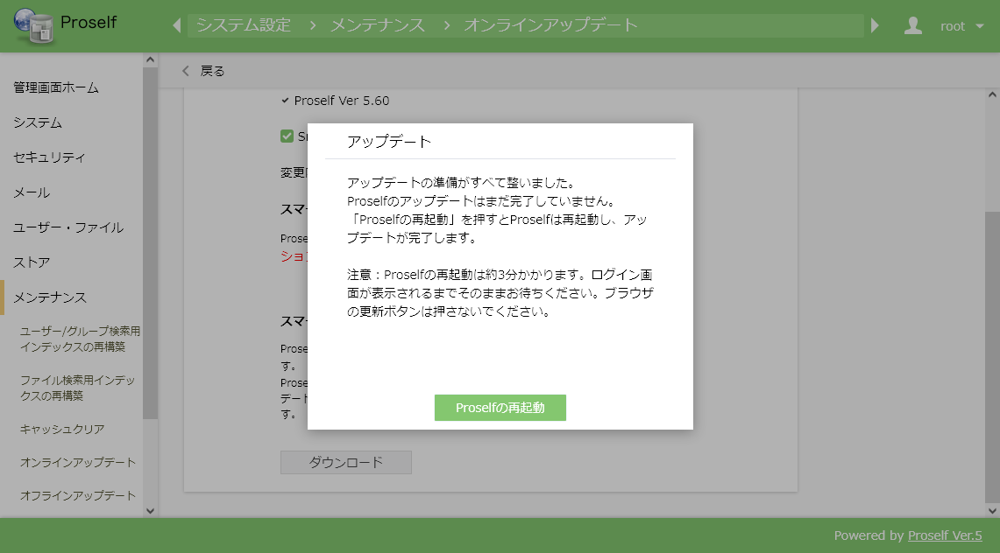 Proself
システム設定 > メンテナンス > オンラインアップデート
root
戻る
管理画面ホーム
システム
セキュリティ
メール
ユーザー・ファイル
ストア
メンテナンス
ユーザー/グループ検索用
インデックスの再構築
ファイル検索用インデッ
クスの再構築
キャッシュクリア
オンラインアップデート
オフラインアップデート
Proself Ver 5.60
変更
スマ
Prose
ション
スマ
Prose
す。
Prose
デート
す。
アップデート
アップデートの準備がすべて整いました。
Proselfのアップデートはまだ完了していません。
「Proselfの再起動」を押すとProselfは再起動し、アッ
プデートが完了します。
注意：Proselfの再起動は約3分かかります。ログイン画
面が表示されるまでそのままお待ちください。ブラウザ
の更新ボタンは押さないでください。
Proselfの再起動
ダウンロード
Powered by Proself Ver.5